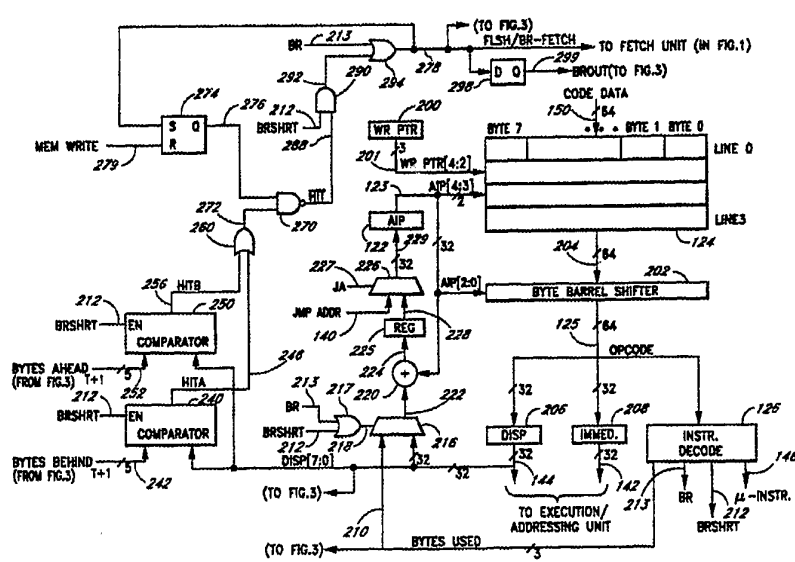 (TO FIG.3)
BR 213
FLSH/BR-FETCH
TO FETCH UNIT (IN FIG.1)
278
294
D Q
298
299
BROUT(TO FIG.3)
292
290
CODE DATA
150 64
274
276
S Q
R
212
BRSHRT
288
200
WR PTR
3
201
WR PTR[4:2]
BYTE 7
BYTE 1
BYTE 0
LINE 0
MEM WRITE
279
HIT
270
272
260
123
AIP[4:3]
2
LINE3
AIP
122
229
32
32
204
64
124
227
226
JA
AIP[2:0]
202
BYTE BARREL SHIFTER
256
HITB
250
212
BRSHRT
EN
COMPARATOR
JMP ADDR
140
REG
225
228
125
64
246
224
+
220
OPCODE
BYTES AHEAD
(FROM FIG.3)
T+1
5
252
HITA
240
213
BR
217
222
32
32
212
BRSHRT
EN
COMPARATOR
BRSHRT
212
218
216
206
DISP
208
IMMED.
126
INSTR.
DECODE
148
BYTES BEHIND
(FROM FIG.3)
T+1
5
242
DISP[7:0]
32
32
32
32
144
142
213
BR
212
μ-INSTR.
(TO FIG.3)
TO EXECUTION/
ADDRESSING UNIT
BRSHRT
210
(TO FIG.3)
BYTES USED
3